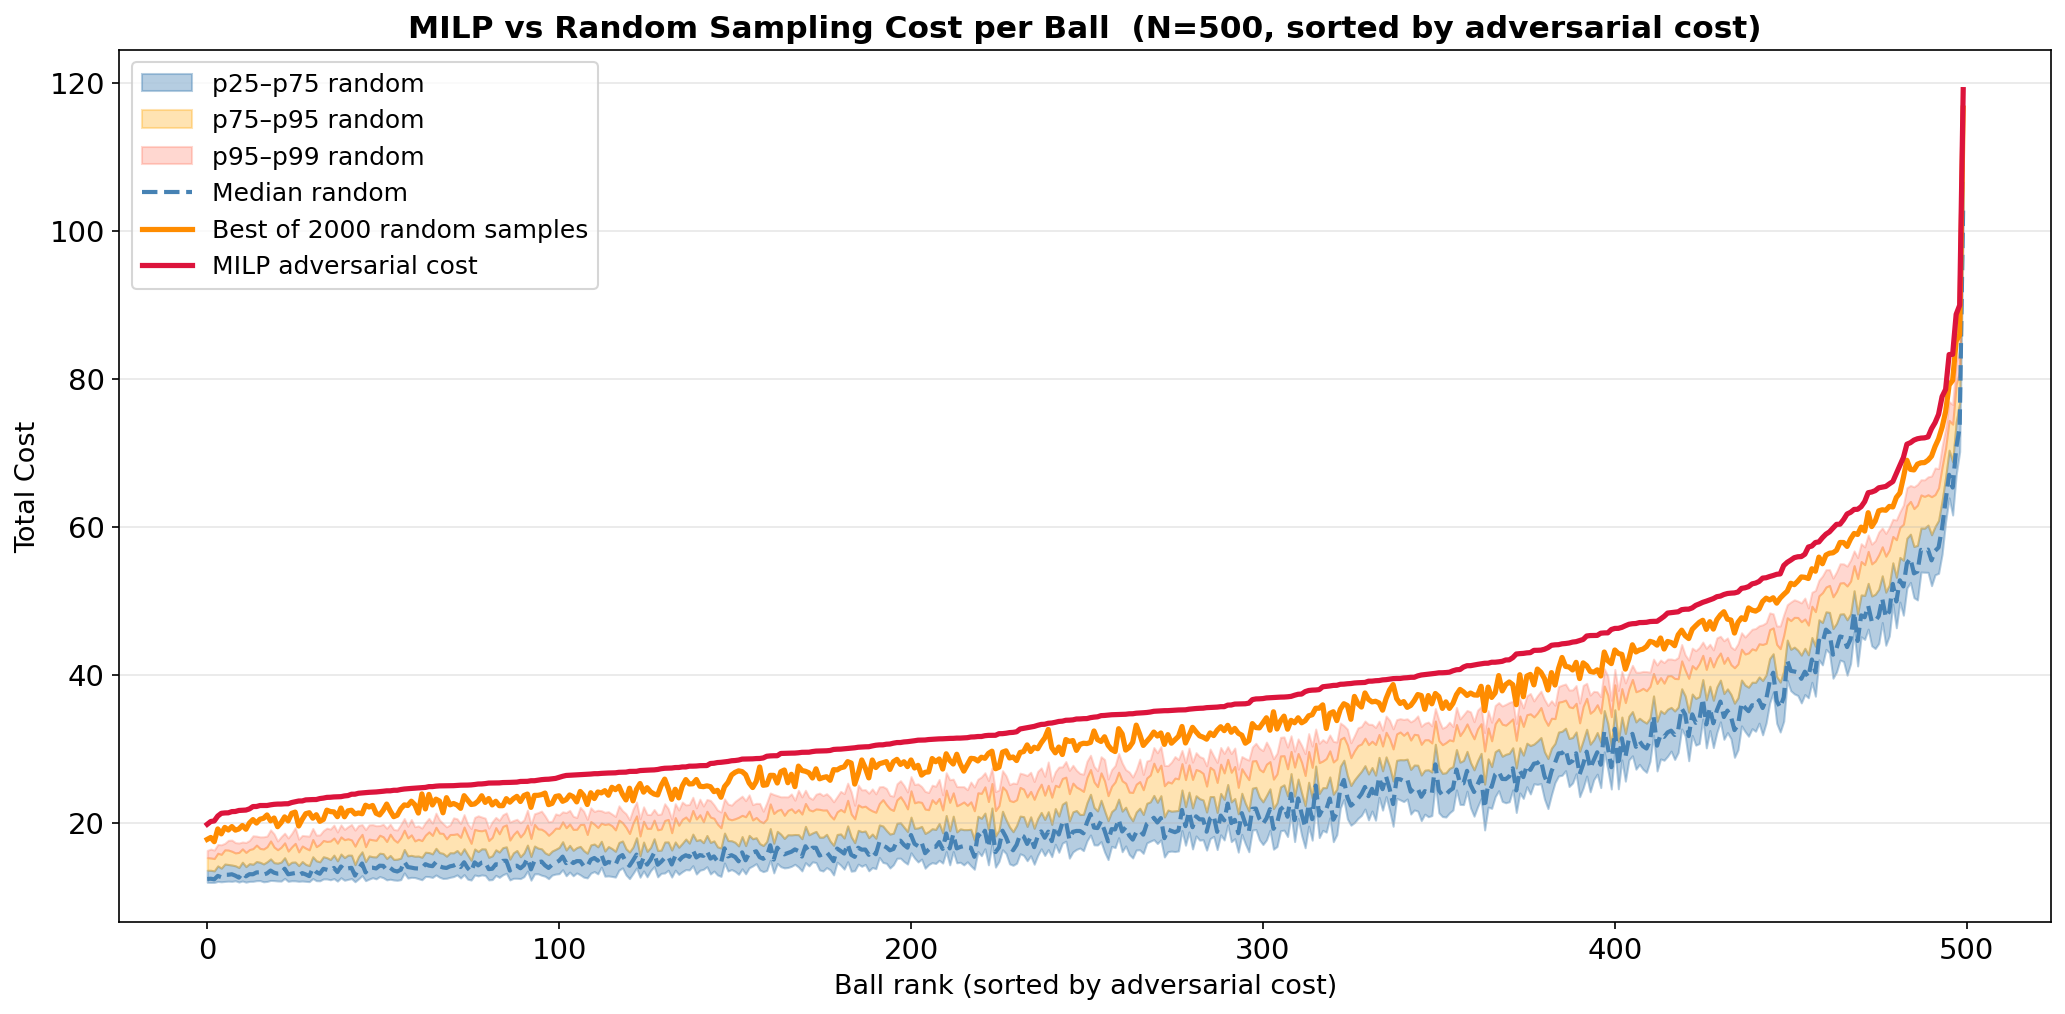 MILP vs Random Sampling Cost per Ball  (N=500, sorted by adversarial cost)
p25–p75 random
p75–p95 random
p95–p99 random
Median random
Best of 2000 random samples
MILP adversarial cost
Total Cost
120
100
80
60
40
20
0
100
200
300
400
500
Ball rank (sorted by adversarial cost)